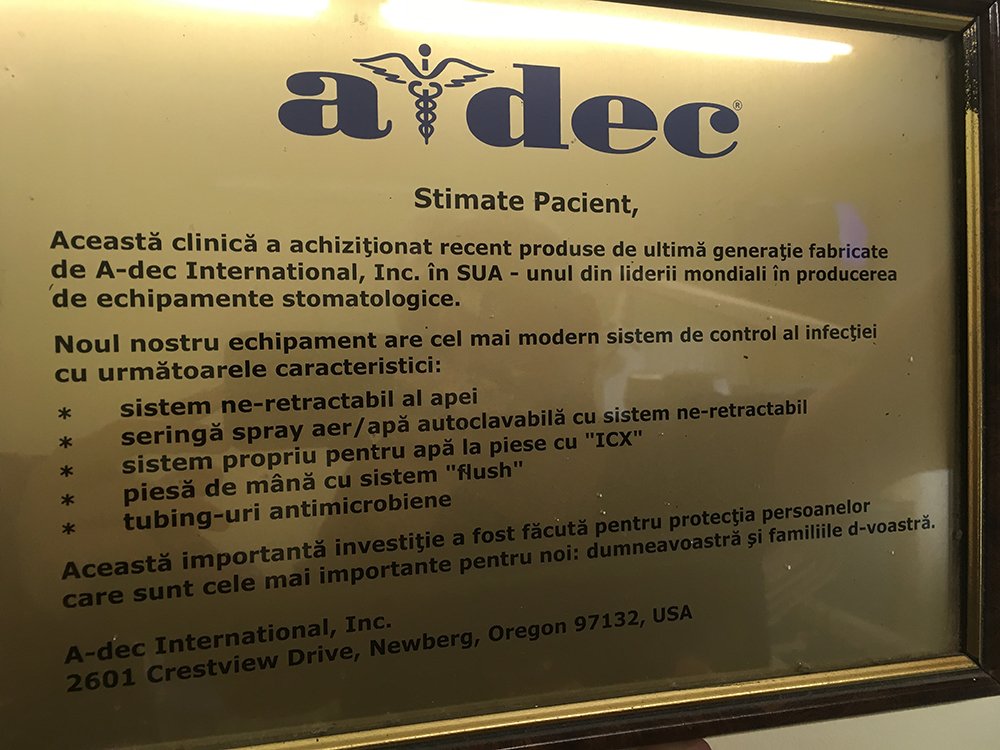 a dec®
Stimate Pacient,
Această clinică a achiziţionat recent produse de ultimă generaţie fabricate
de A-dec International, Inc. în SUA - unul din liderii mondiali în producerea
de echipamente stomatologice.
Noul nostru echipament are cel mai modern sistem de control al infecţiei
cu următoarele caracteristici:
* sistem ne-retractabil al apei
* seringă spray aer/apă autoclavabilă cu sistem ne-retractabil
* sistem propriu pentru apă la piese cu "ICX"
* piesă de mână cu sistem "flush"
* tubing-uri antimicrobiene
Această importantă investiţie a fost făcută pentru protecţia persoanelor
care sunt cele mai importante pentru noi: dumneavoastră şi familiile d-voastră.
A-dec International, Inc.
2601 Crestview Drive, Newberg, Oregon 97132, USA